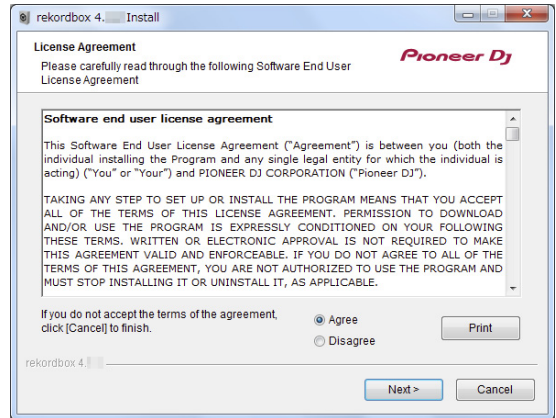 rekordbox 4. Install
License Agreement
Please carefully read through the following Software End User
License Agreement
Pioneer Dj
Software end user license agreement
This Software End User License Agreement ("Agreement") is between you (both the
individual installing the Program and any single legal entity for which the individual is
acting) ("You" or "Your") and PIONEER DJ CORPORATION ("Pioneer DJ").
TAKING ANY STEP TO SET UP OR INSTALL THE PROGRAM MEANS THAT YOU ACCEPT
ALL OF THE TERMS OF THIS LICENSE AGREEMENT. PERMISSION TO DOWNLOAD
AND/OR USE THE PROGRAM IS EXPRESSLY CONDITIONED ON YOUR FOLLOWING
THESE TERMS. WRITTEN OR ELECTRONIC APPROVAL IS NOT REQUIRED TO MAKE
THIS AGREEMENT VALID AND ENFORCEABLE. IF YOU DO NOT AGREE TO ALL OF THE
TERMS OF THIS AGREEMENT, YOU ARE NOT AUTHORIZED TO USE THE PROGRAM AND
MUST STOP INSTALLING IT OR UNINSTALL IT, AS APPLICABLE.
If you do not accept the terms of the agreement,
click [Cancel] to finish.
Agree
Disagree
Print
rekordbox 4.
Next >
Cancel